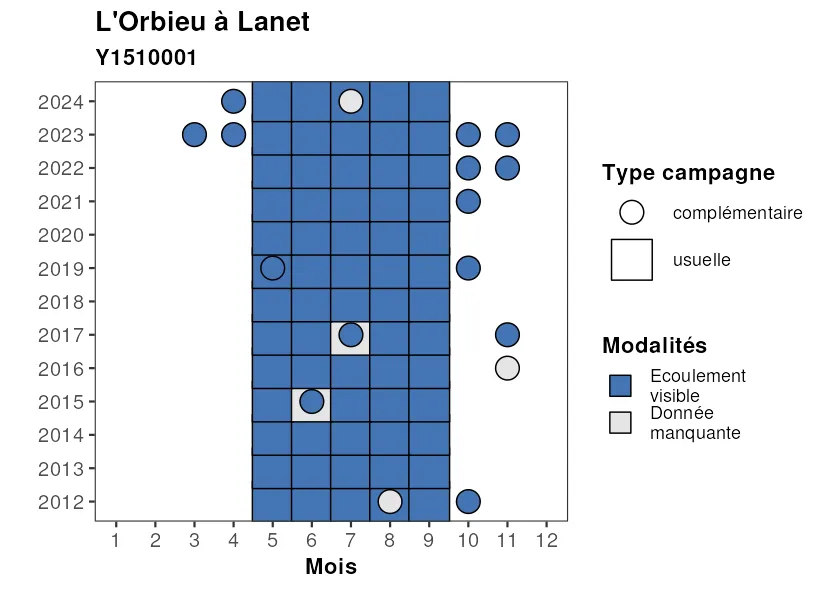 L'Orbieu à Lanet
Y1510001
2024
2023
2022
2021
2020
2019
2018
2017
2016
2015
2014
2013
2012
1 2 3 4 5 6 7 8 9 10 11 12
Mois
Type campagne
complémentaire
usuelle
Modalités
Ecoulement
visible
Donnée
manquante